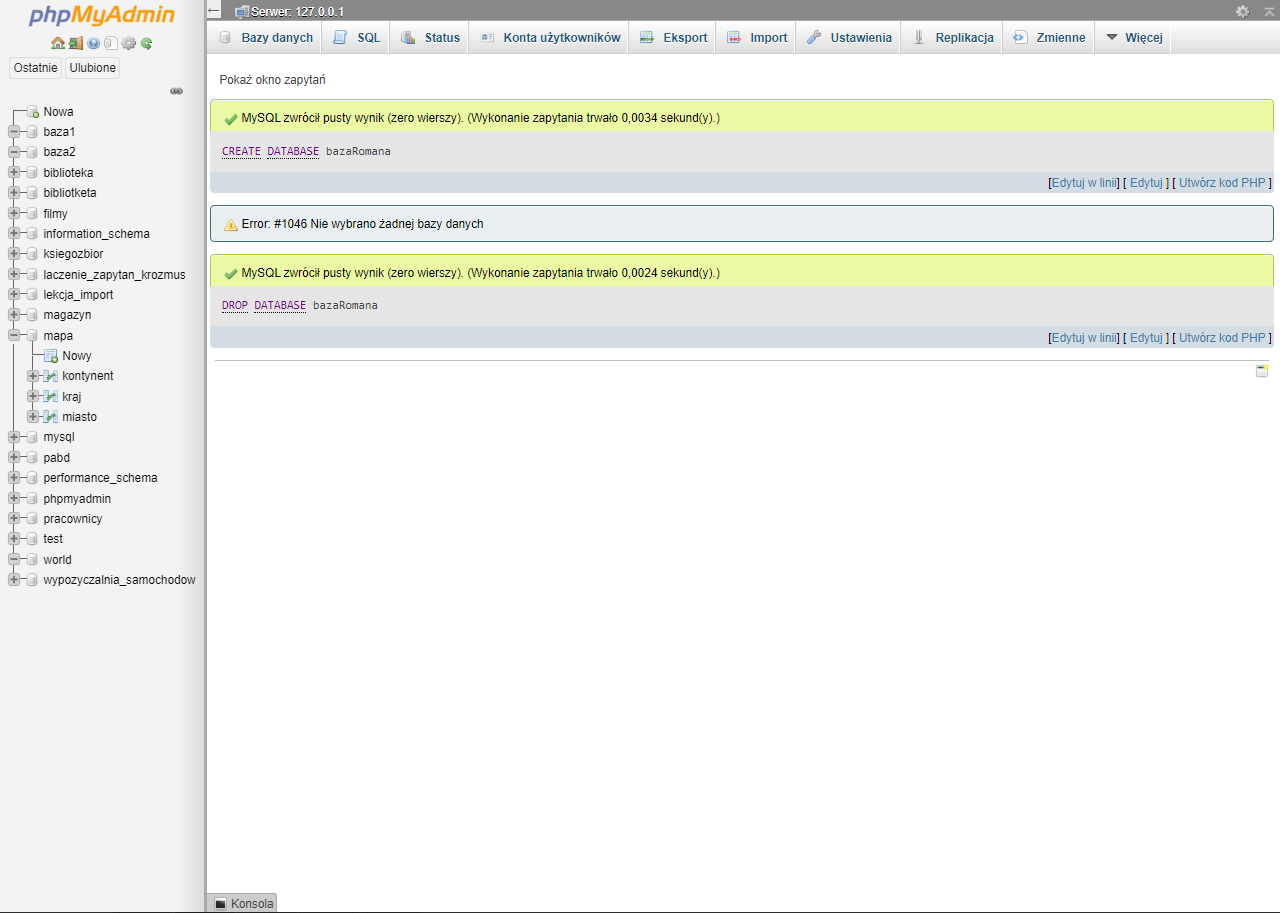 phpMyAdmin
Ostatnie Ulubione
Nowa
baza1
baza2
biblioteka
bibliotketa
filmy
information_schema
ksiegozbior
laczenie_zapytan_krozmus
lekcja_import
magazyn
mapa
Nowy
kontynent
kraj
miasto
mysql
pabd
performance_schema
phpmyadmin
pracownicy
test
world
wypozyczalnia_samochodow
Serwer: 127.0.0.1
Bazy danych SQL Status Konta użytkowników Eksport Import Ustawienia Replikacja Zmienne Więcej
Pokaż okno zapytań
MySQL zwrócił pusty wynik (zero wierszy). (Wykonanie zapytania trwało 0,0034 sekund(y).)
CREATE DATABASE bazaRomana
[Edytuj w linii] [ Edytuj ] [ Utwórz kod PHP ]
Error: #1046 Nie wybrano żadnej bazy danych
MySQL zwrócił pusty wynik (zero wierszy). (Wykonanie zapytania trwało 0,0024 sekund(y).)
DROP DATABASE bazaRomana
[Edytuj w linii] [ Edytuj ] [ Utwórz kod PHP ]
Konsola